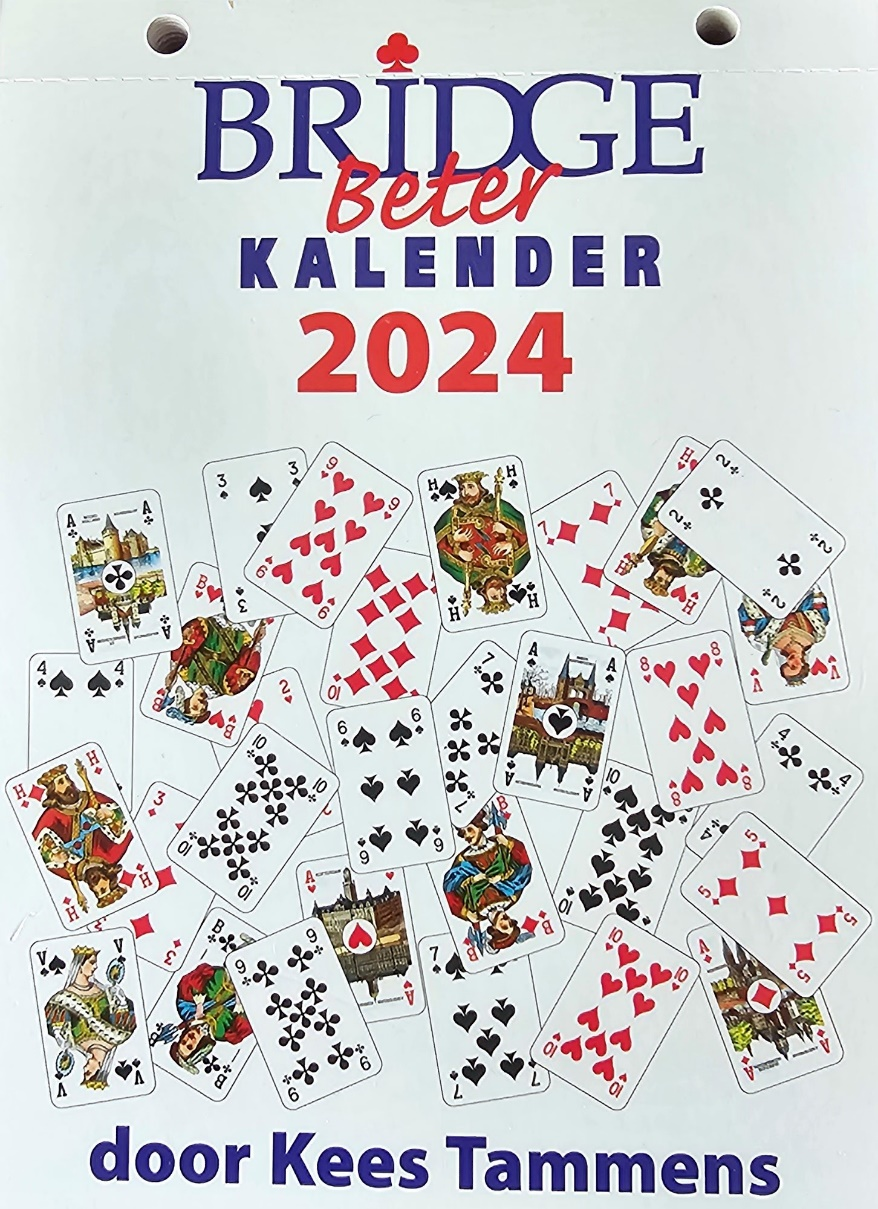 BRIDGE
Beter
KALENDER
2024
door Kees Tammens